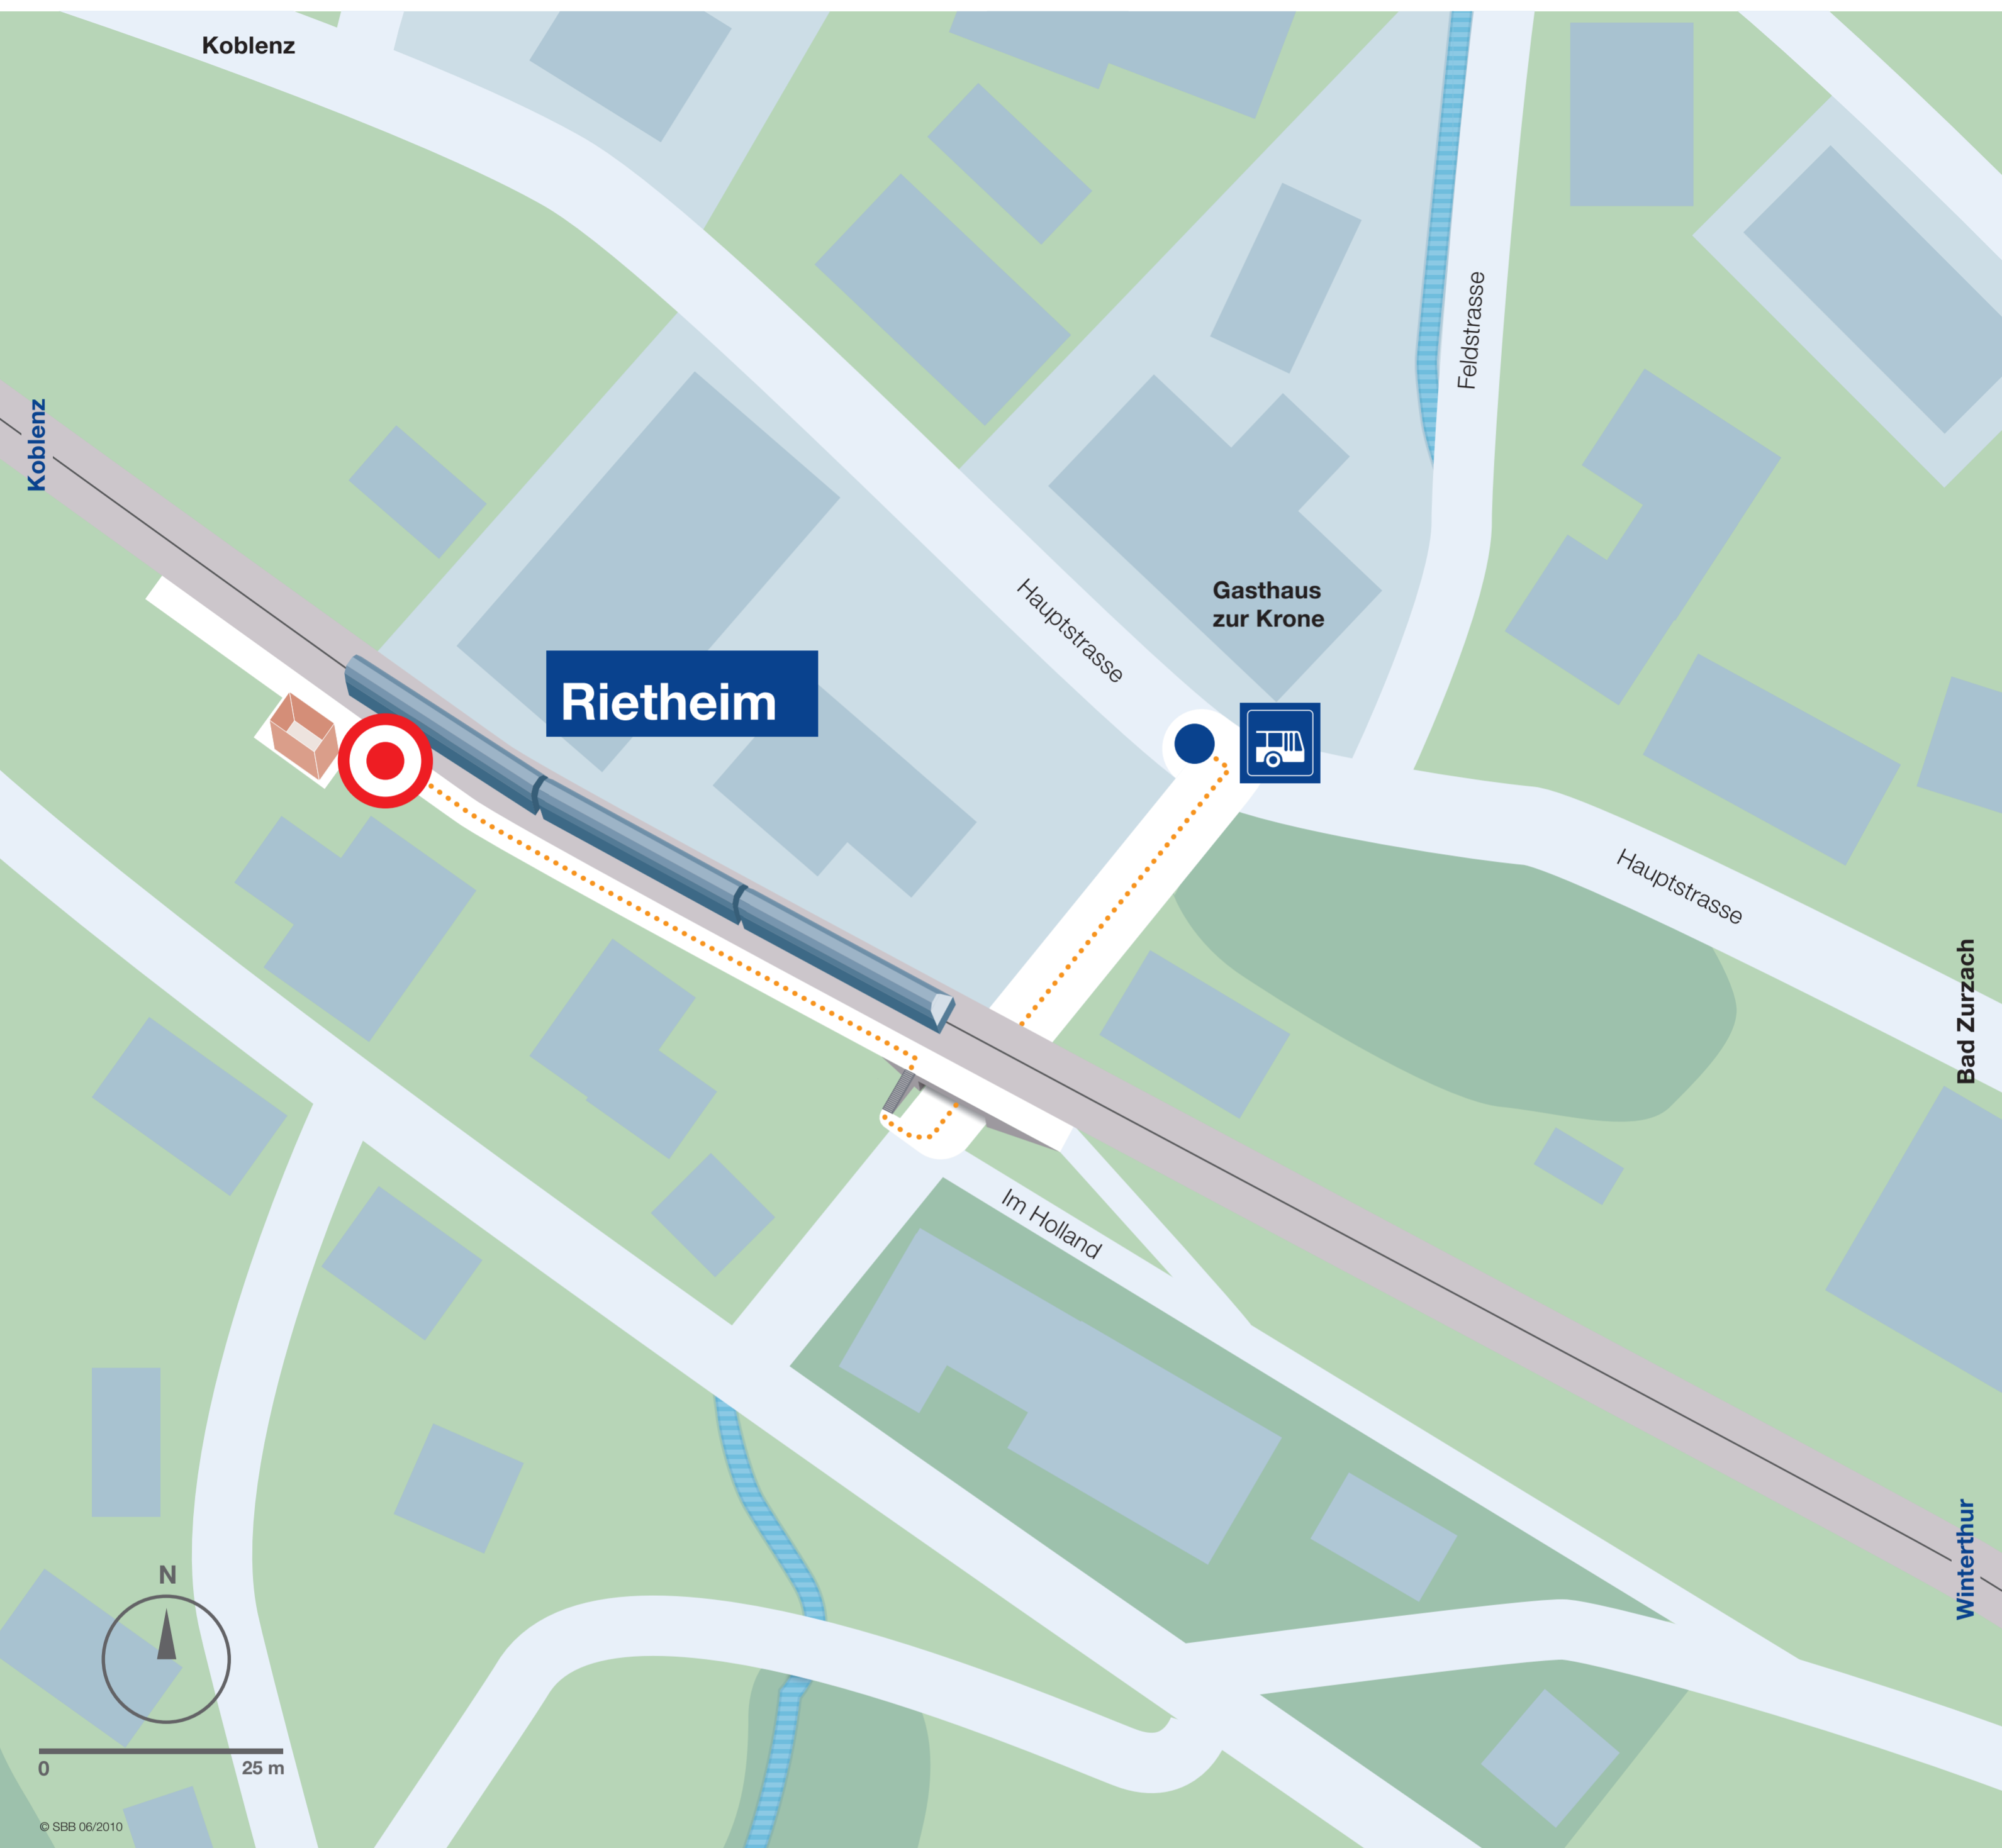 Koblenz
Feldstrasse
Koblenz
Hauptstrasse
Gasthaus
zur Krone
Rietheim
Hauptstrasse
Bad Zurzach
Im Holland
Winterthur
N
0 25 m
© SBB 06/2010